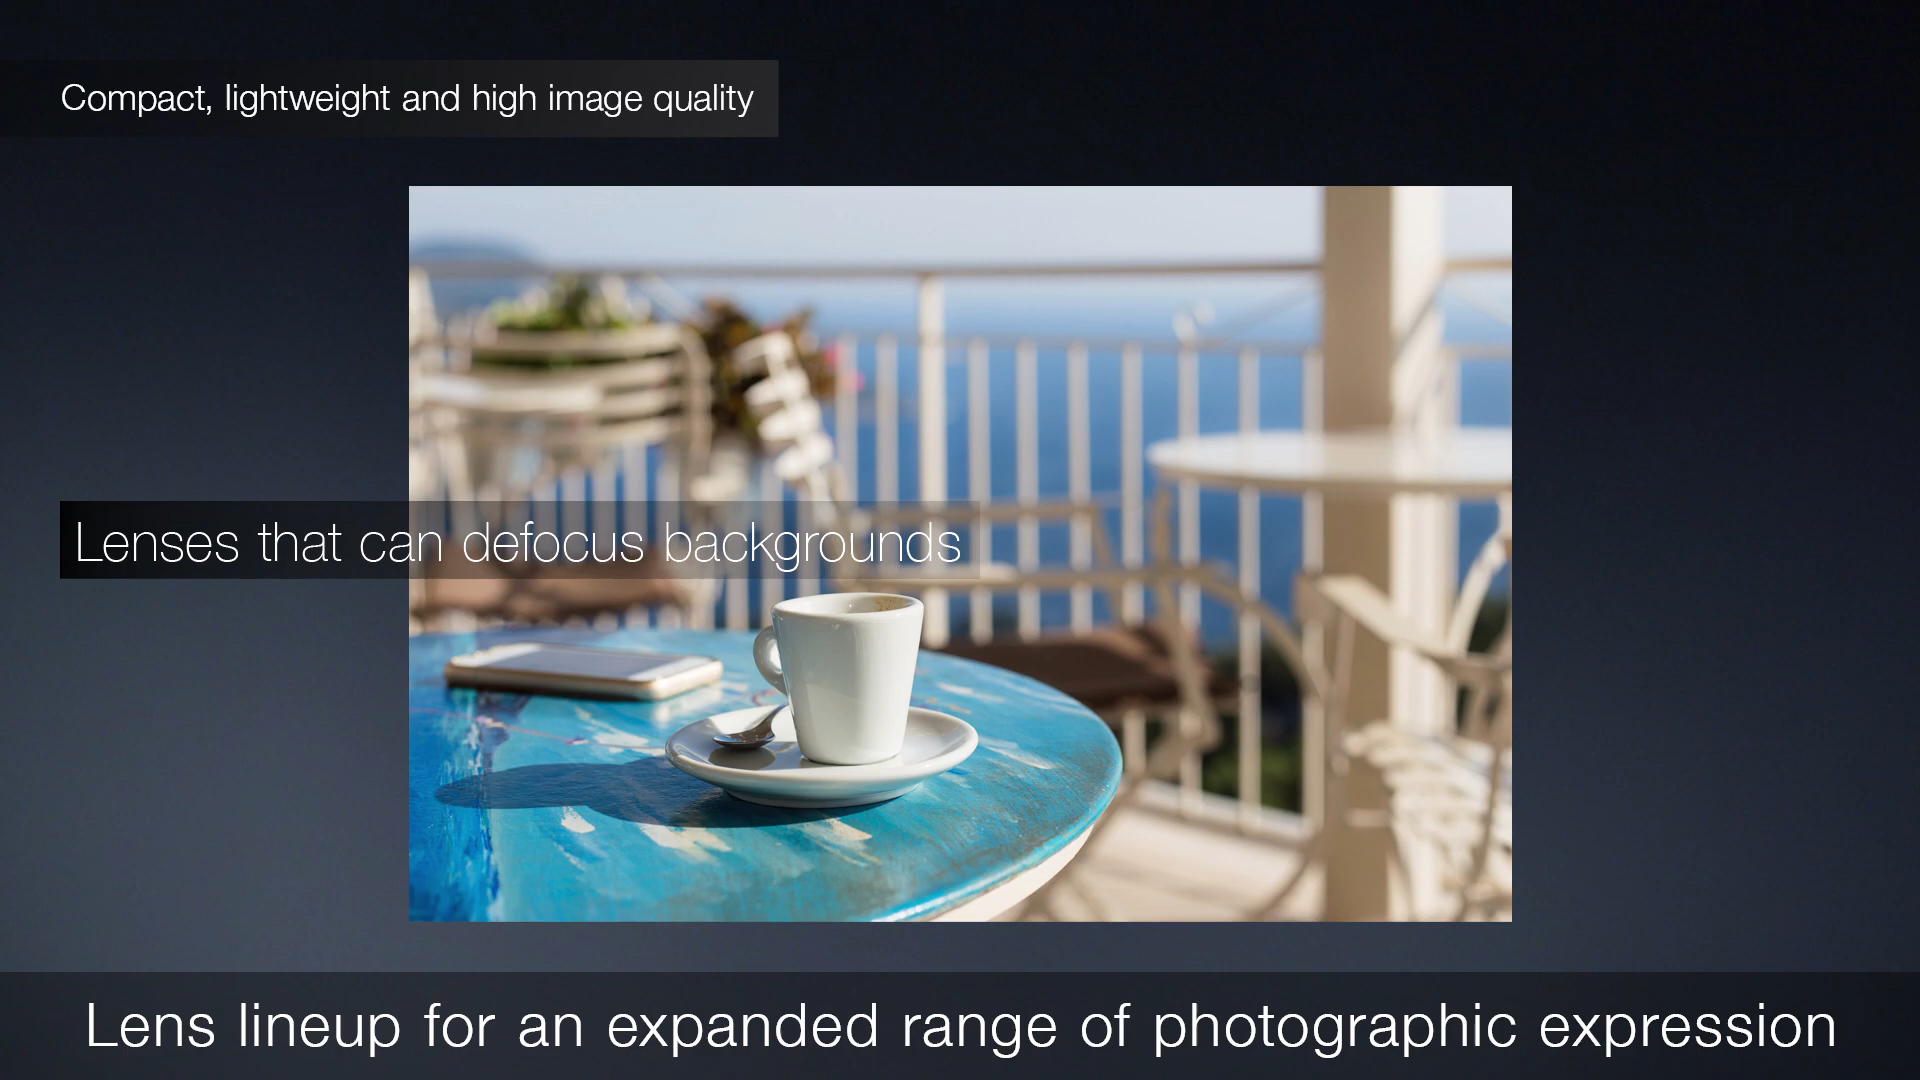 Compact, lightweight and high image quality
Lenses that can defocus backgrounds
Lens lineup for an expanded range of photographic expression